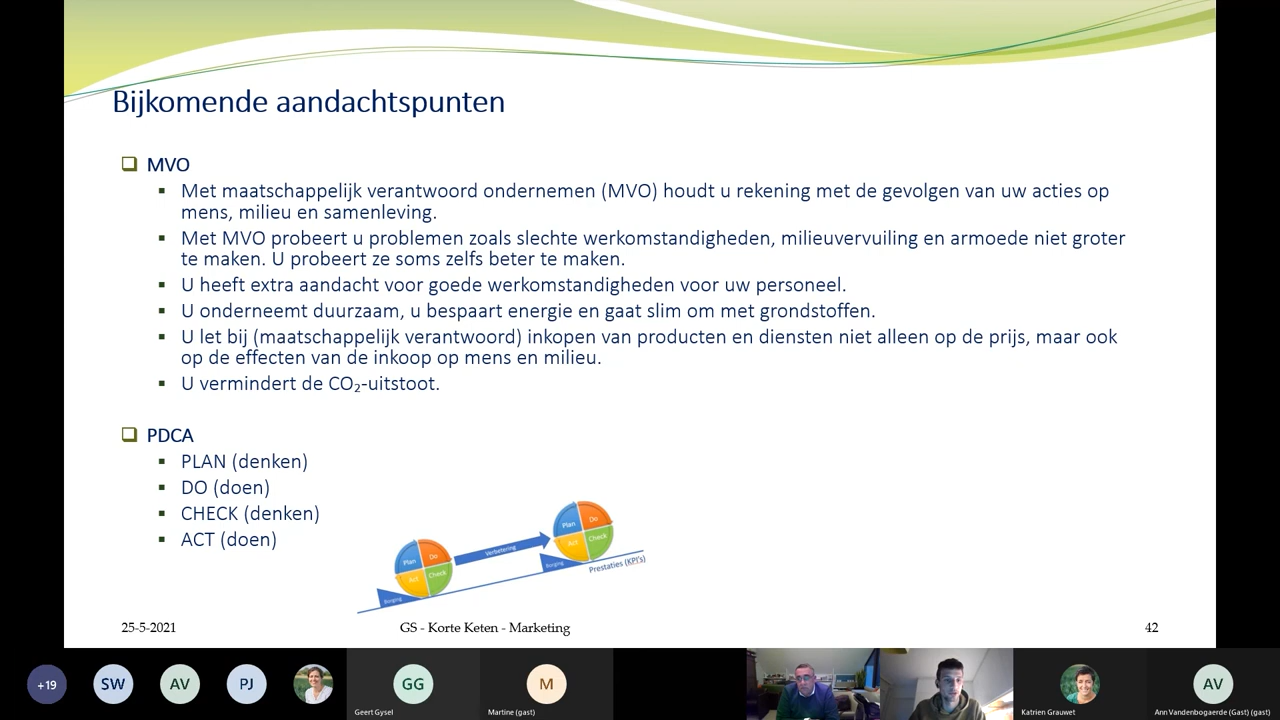 Bijkomende aandachtspunten
MVO
Met maatschappelijk verantwoord ondernemen (MVO) houdt u rekening met de gevolgen van uw acties op
mens, milieu en samenleving.
Met MVO probeert u problemen zoals slechte werkomstandigheden, milieuvervuiling en armoede niet groter
te maken. U probeert ze soms zelfs beter te maken.
U heeft extra aandacht voor goede werkomstandigheden voor uw personeel.
U onderneemt duurzaam, u bespaart energie en gaat slim om met grondstoffen.
U let bij (maatschappelijk verantwoord) inkopen van producten en diensten niet alleen op de prijs, maar ook
op de effecten van de inkoop op mens en milieu.
U vermindert de CO₂-uitstoot.
PDCA
PLAN (denken)
DO (doen)
CHECK (denken)
ACT (doen)
Plan Do
Act Check
Borging
Verbetering
Plan Do
Act Check
Borging
Prestaties (KPI's)
25-5-2021 GS - Korte Keten - Marketing 42
+19 SW AV PJ GG M AV
Geert Gysel Martine (gast) Katrien Grauwet Ann Vandenbogaerde (Gast) (gast)